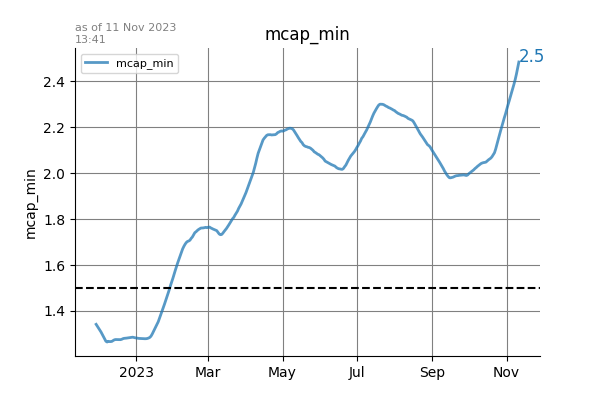 as of 11 Nov 2023
13:41
mcap_min
mcap_min
2.5
2.4
2.2
2.0
1.8
1.6
1.4
mcap_min
2023 Mar May Jul Sep Nov